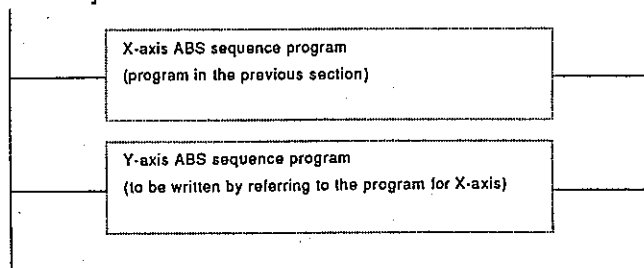 X-axis ABS sequence program
(program in the previous section)
Y-axis ABS sequence program
(to be written by referring to the program for X-axis)